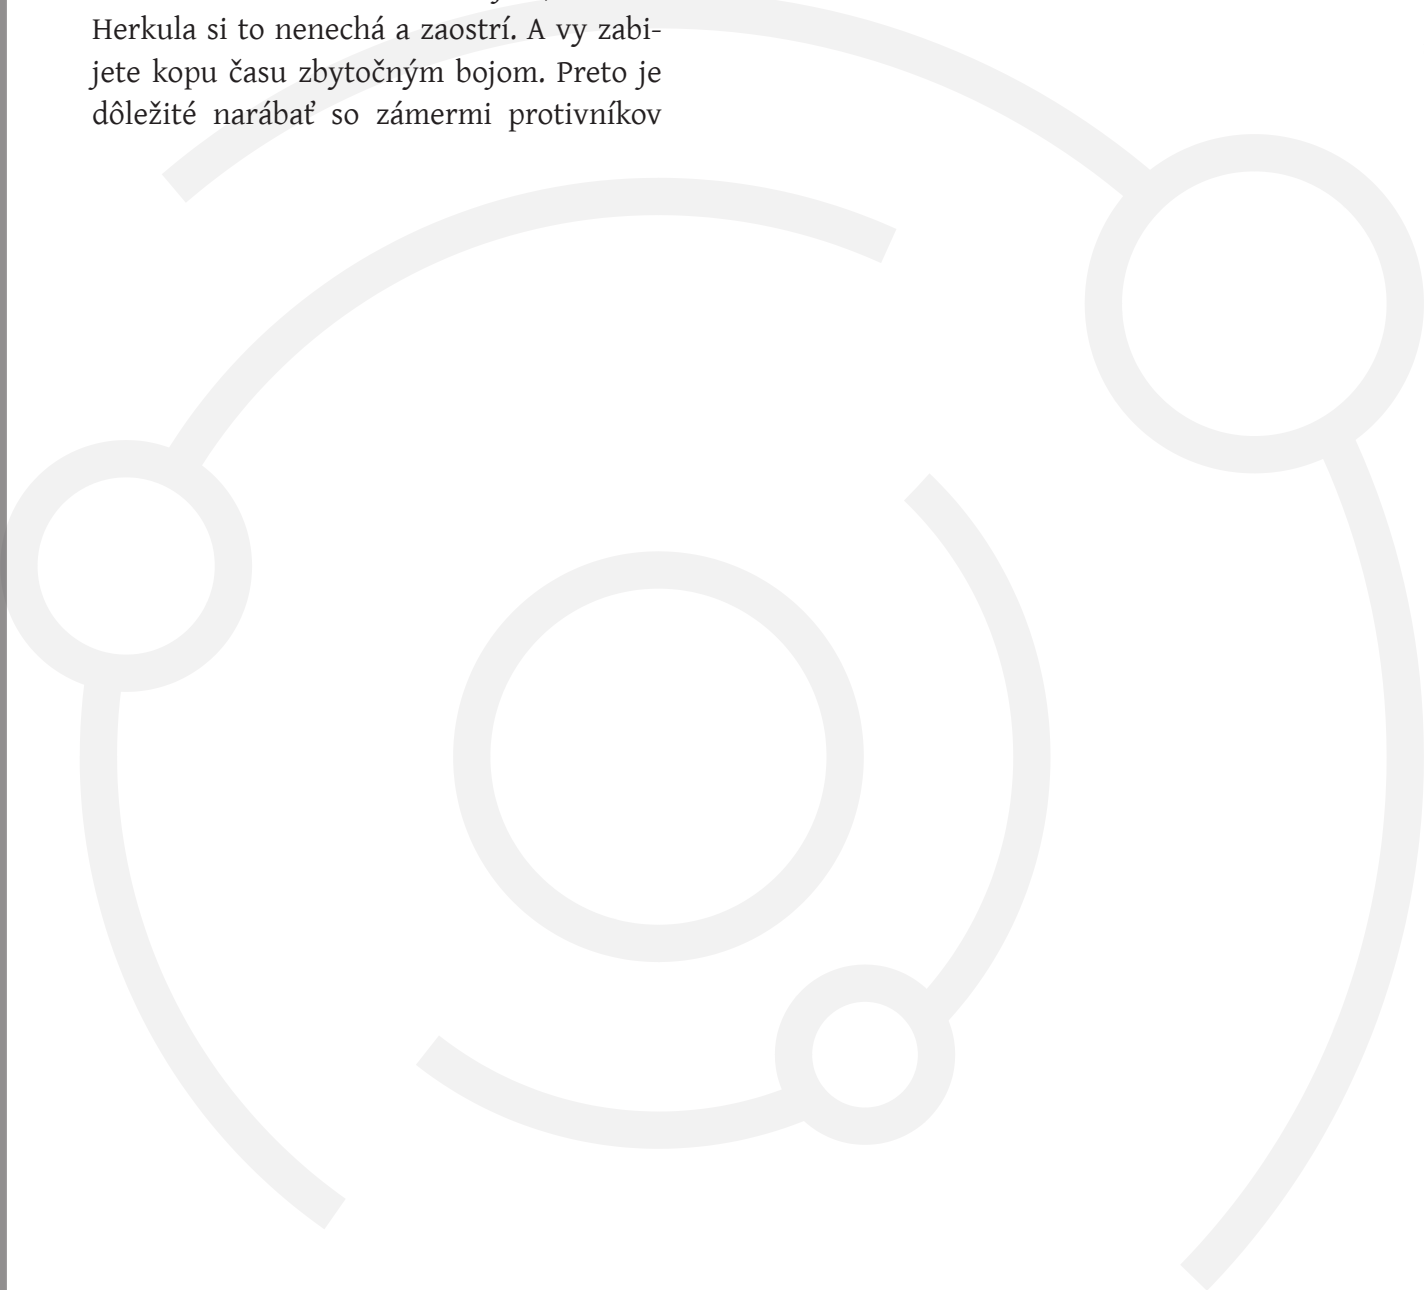 Herkula si to nenechá a zaostrí. A vy zabi-
jete kopu času zbytočným bojom. Preto je
dôležité narábať so zámermi protivníkov